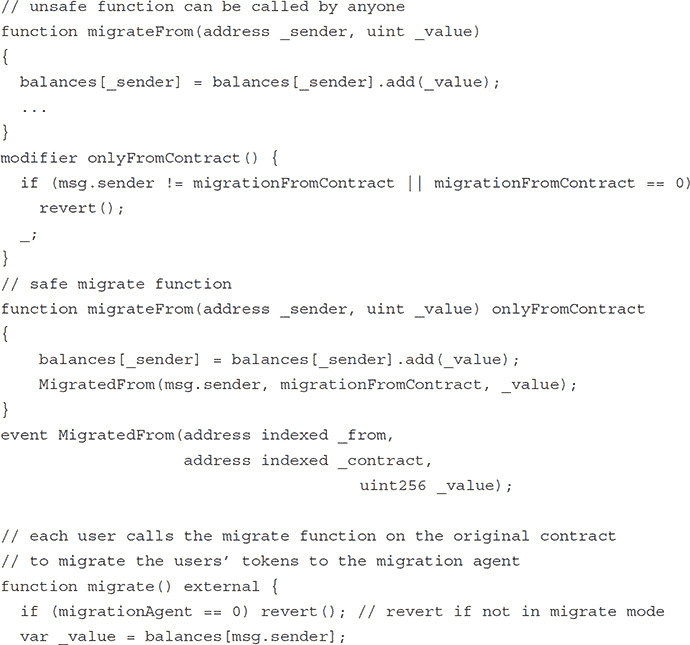 // unsafe function can be called by anyone
function migrateFrom(address _sender, uint _value)
{
  balances[_sender] = balances[_sender].add(_value);
  ...
}
modifier onlyFromContract() {
  if (msg.sender != migrationFromContract || migrationFromContract == 0)
    revert();
  _;
}
// safe migrate function
function migrateFrom(address _sender, uint _value) onlyFromContract
{
    balances[_sender] = balances[_sender].add(_value);
    MigratedFrom(msg.sender, migrationFromContract, _value);
}
event MigratedFrom(address indexed _from,
                   address indexed _contract,
                                     uint256 _value);

// each user calls the migrate function on the original contract
// to migrate the users’ tokens to the migration agent
function migrate() external {
  if (migrationAgent == 0) revert(); // revert if not in migrate mode
  var _value = balances[msg.sender];